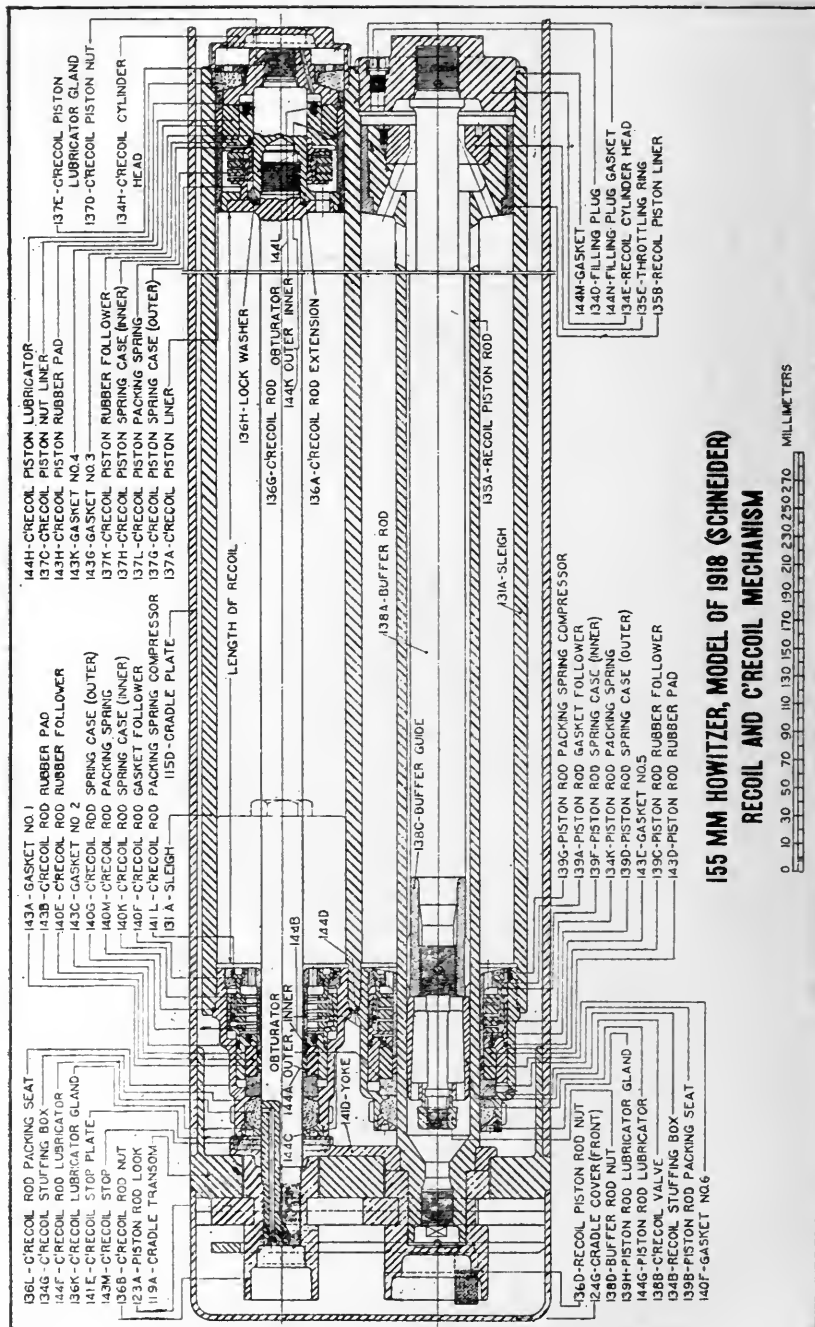 136L-C'RECOIL ROD PACKING SEAT
134G-C'RECOIL STUFFING BOX
144F-C'RECOIL ROD LUBRICATOR
136K-C'RECOIL LUBRICATOR GLAND
141E-C'RECOIL STOP PLATE
143M-C'RECOIL STOP
136B-C'RECOIL ROD NUT
123A-PISTON ROD LOOK
119A-CRADLE TRANSOM
143A-GASKET NO.1
143B-C'RECOIL ROD RUBBER PAD
140E-C'RECOIL ROD RUBBER FOLLOWER
143C-GASKET NO 2
140G-C'RECOIL ROD SPRING CASE (OUTER)
140M-C'RECOIL ROD PACKING SPRING
140K-C'RECOIL ROD SPRING CASE (INNER)
140F-C'RECOIL ROD GASKET FOLLOWER
141L-C'RECOIL ROD PACKING SPRING COMPRESSOR
131A-SLEIGH
115D-CRADLE PLATE
144H-C'RECOIL PISTON LUBRICATOR
137C-C'RECOIL PISTON NUT LINER
143H-C'RECOIL PISTON RUBBER PAD
143K-GASKET NO.4
143G-GASKET NO.3
137K-C'RECOIL PISTON RUBBER FOLLOWER
137H-C'RECOIL PISTON SPRING CASE (INNER)
137L-C'RECOIL PISTON PACKING SPRING
137G-C'RECOIL PISTON SPRING CASE (OUTER)
137A-C'RECOIL PISTON LINER
137E-C'RECOIL PISTON
LUBRICATOR GLAND
137D-C'RECOIL PISTON NUT
134H-C'RECOIL CYLINDER
HEAD
LENGTH OF RECOIL
136H-LOCK WASHER
136G-C'RECOIL ROD
OBTURATOR
144K OUTER INNER
144L
136A-C'RECOIL ROD EXTENSION
OBTURATOR
144A OUTER, INNER
144B
144C
144D
141D-YOKE
138C-BUFFER GUIDE
138A-BUFFER ROD
135A-RECOIL PISTON ROD
131A-SLEIGH
136D-RECOIL PISTON ROD NUT
124G-CRADLE COVER (FRONT)
138D-BUFFER ROD NUT
139H-PISTON ROD LUBRICATOR GLAND
144G-PISTON ROD LUBRICATOR
138B-C'RECOIL VALVE
134B-RECOIL STUFFING BOX
139B-PISTON ROD PACKING SEAT
140F-GASKET NO.6
139G-PISTON ROD PACKING SPRING COMPRESSOR
139A-PISTON ROD GASKET FOLLOWER
139F-PISTON ROD SPRING CASE (INNER)
134K-PISTON ROD PACKING SPRING
139D-PISTON ROD SPRING CASE (OUTER)
143E-GASKET NO.5
139C-PISTON ROD RUBBER FOLLOWER
143D-PISTON ROD RUBBER PAD
144M-GASKET
134D-FILLING PLUG
144N-FILLING PLUG GASKET
134E-RECOIL CYLINDER HEAD
135E-THROTTLING RING
135B-RECOIL PISTON LINER
155 MM HOWITZER, MODEL OF 1918 (SCHNEIDER)
RECOIL AND C'RECOIL MECHANISM
0 10 30 50 70 90 110 130 150 170 190 210 230 250 270 MILLIMETERS